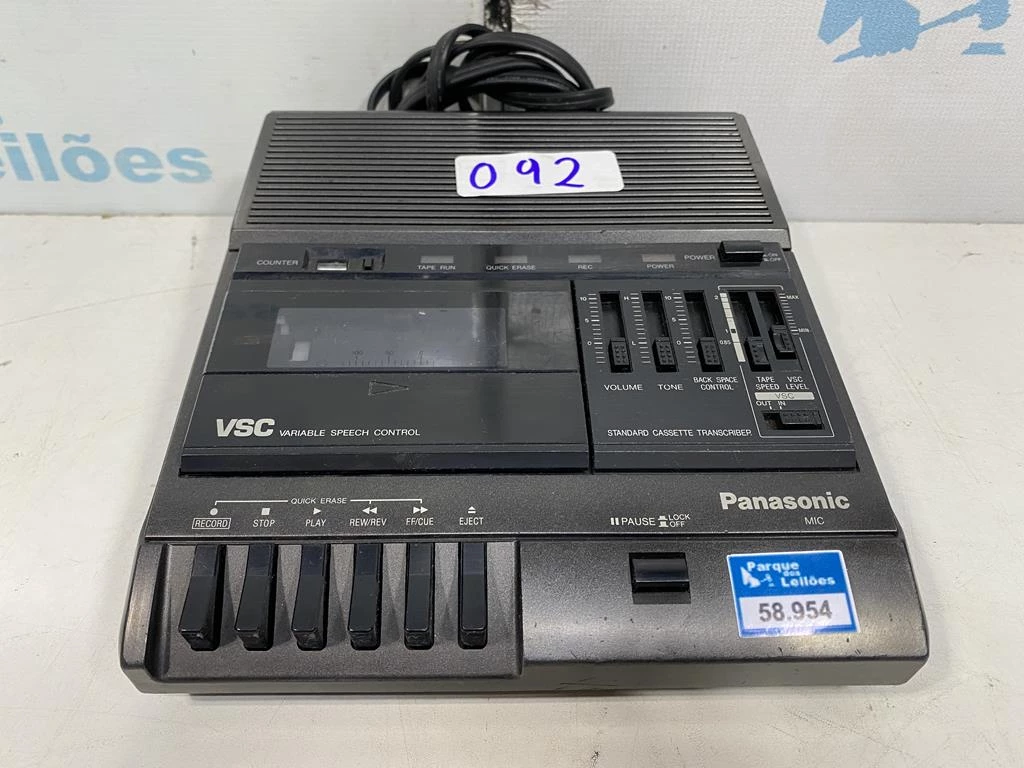 eilões
092
COUNTER
TAPE RUN
QUICK ERASE
REC
POWER
POWER
ON
OFF
10 H 10 2 MAX
5 5 1 MIN
0 L 0 0.85
100 50 0
VOLUME
TONE
BACK SPACE
CONTROL
TAPE
SPEED
VSC
LEVEL
VSC
OUT IN
VSC VARIABLE SPEECH CONTROL
STANDARD CASSETTE TRANSCRIBER
QUICK ERASE
RECORD
STOP
PLAY
REW/REV
FF/CUE
EJECT
PAUSE LOCK
OFF
Panasonic
MIC
Parque
dos
Leilões
58.954